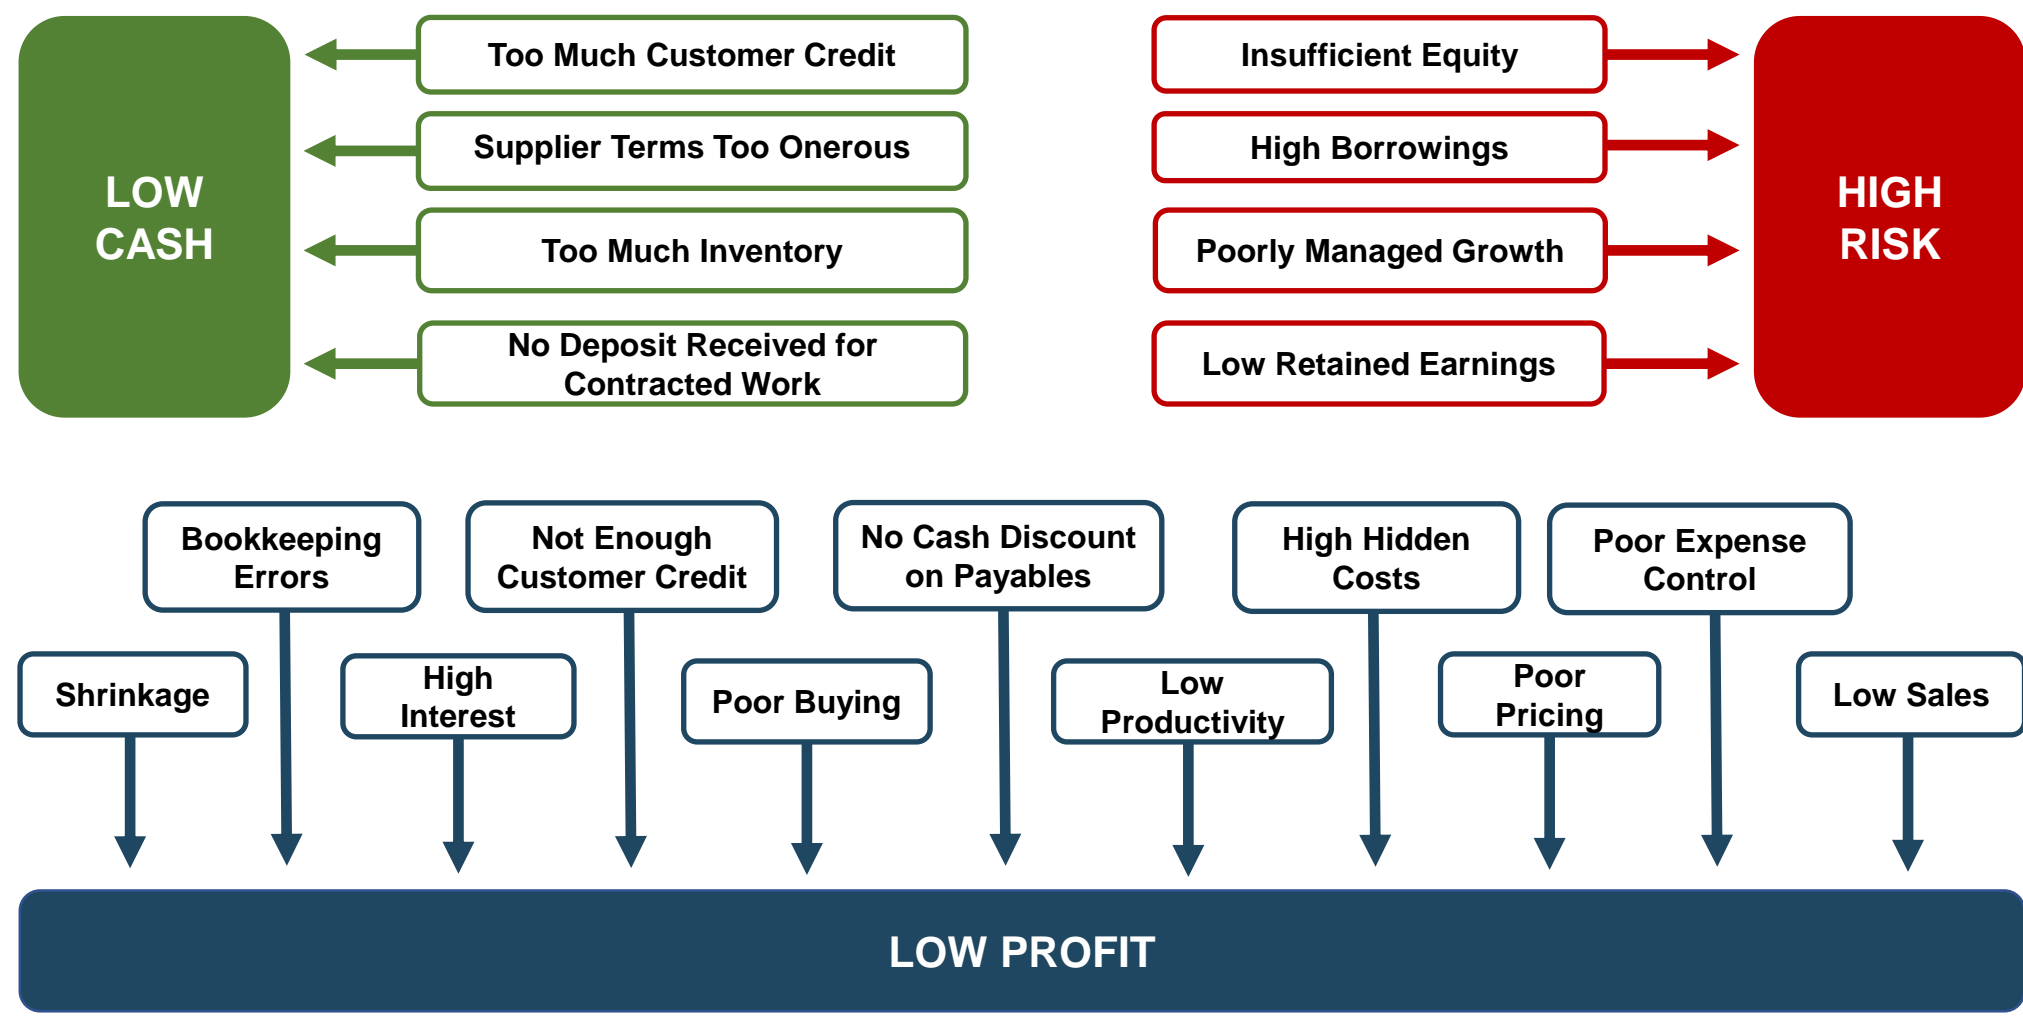 LOW
CASH
Too Much Customer Credit
Supplier Terms Too Onerous
Too Much Inventory
No Deposit Received for
Contracted Work
Insufficient Equity
High Borrowings
Poorly Managed Growth
Low Retained Earnings
HIGH
RISK
Bookkeeping
Errors
Not Enough
Customer Credit
No Cash Discount
on Payables
High Hidden
Costs
Poor Expense
Control
Shrinkage
High
Interest
Poor Buying
Low
Productivity
Poor
Pricing
Low Sales
LOW PROFIT